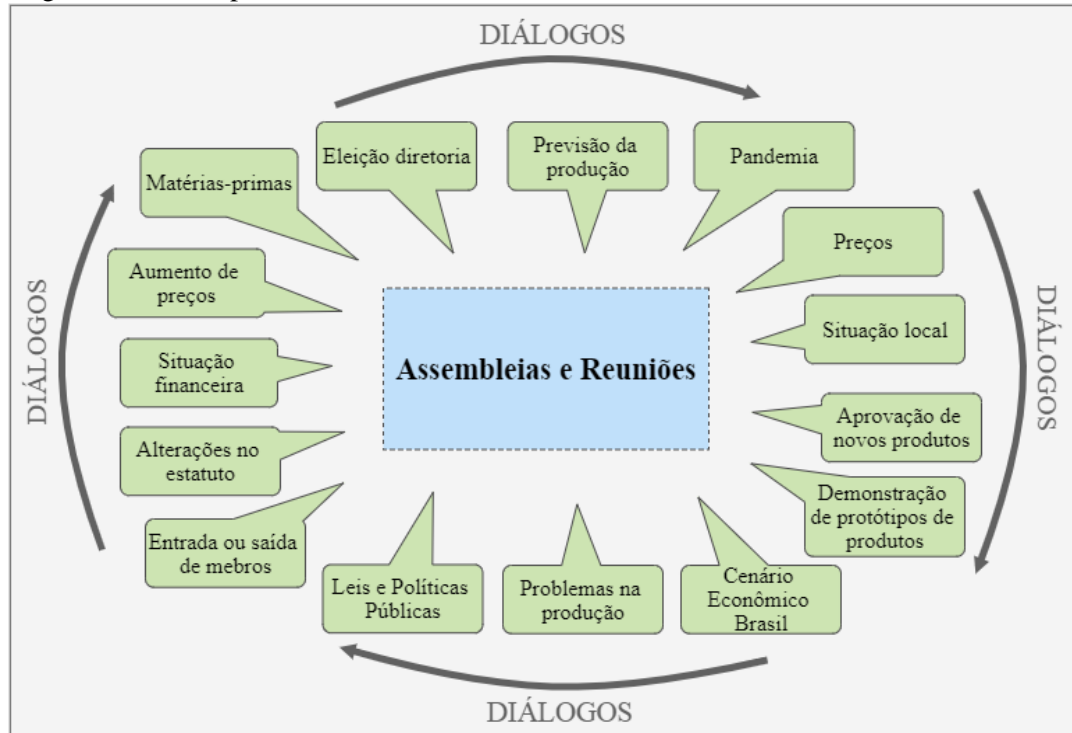 DIÁLOGOS
Eleição diretoria
Previsão da
produção
Pandemia
Matérias-primas
Preços
Aumento de
preços
Situação local
DIÁLOGOS
DIÁLOGOS
Assembleias e Reuniões
Situação
financeira
Aprovação de
novos produtos
Alterações no
estatuto
Demonstração
de protótipos de
produtos
Entrada ou saída
de mebros
Leis e Políticas
Públicas
Problemas na
produção
Cenário
Econômico
Brasil
DIÁLOGOS